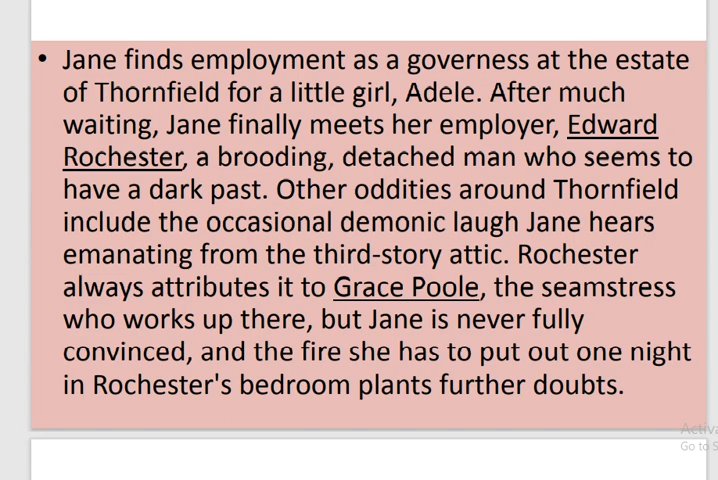 • Jane finds employment as a governess at the estate
of Thornfield for a little girl, Adele. After much
waiting, Jane finally meets her employer, Edward
Rochester, a brooding, detached man who seems to
have a dark past. Other oddities around Thornfield
include the occasional demonic laugh Jane hears
emanating from the third-story attic. Rochester
always attributes it to Grace Poole, the seamstress
who works up there, but Jane is never fully
convinced, and the fire she has to put out one night
in Rochester's bedroom plants further doubts.
Activa
Go to S